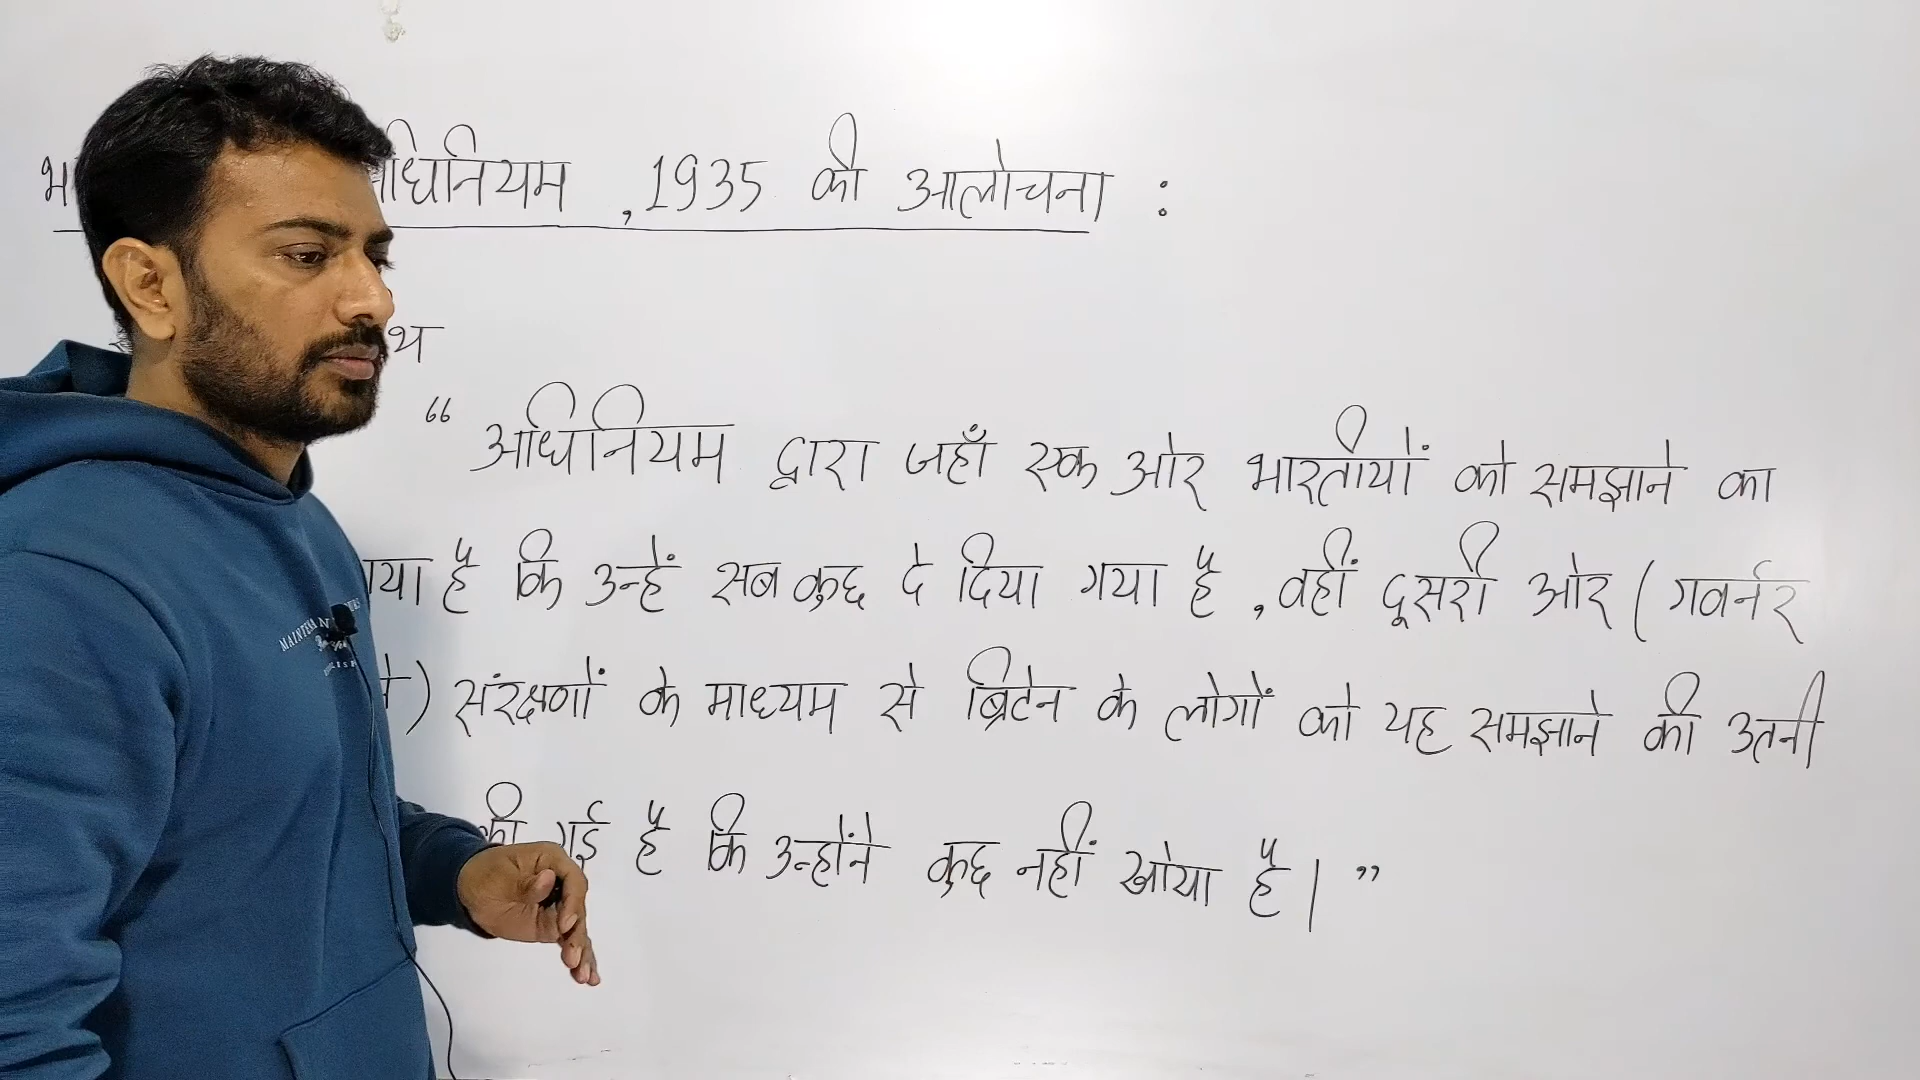 अधिनियम , 1935 की आलोचना :
“ अधिनियम द्वारा जहाँ एक ओर भारतीयों को समझाने का
है कि उन्हें सब कुछ दे दिया गया है , वहीं दूसरी ओर ( गवर्नर
) संरक्षणों के माध्यम से ब्रिटेन के लोगों को यह समझाने की उतनी
की गई है कि उन्होंने कुछ नहीं खोया है । ”